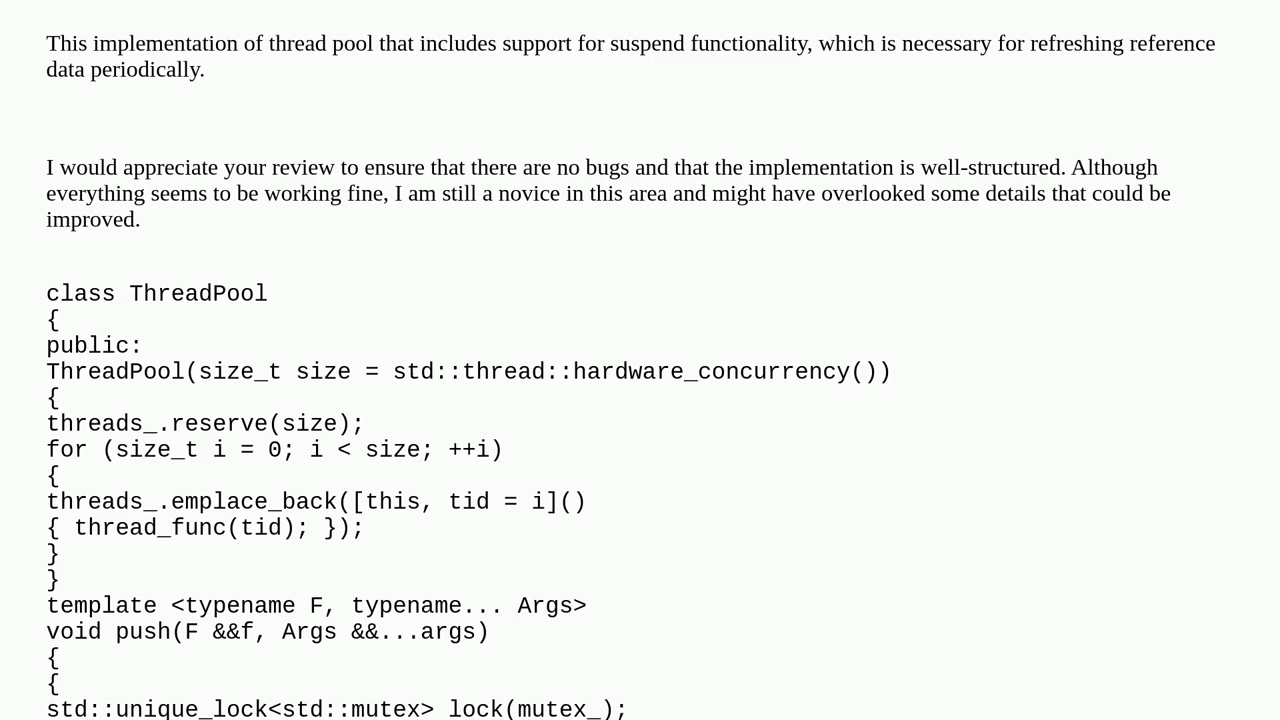 This implementation of thread pool that includes support for suspend functionality, which is necessary for refreshing reference
data periodically.
I would appreciate your review to ensure that there are no bugs and that the implementation is well-structured. Although
everything seems to be working fine, I am still a novice in this area and might have overlooked some details that could be
improved.
class ThreadPool
{
public:
ThreadPool(size_t size = std::thread::hardware_concurrency())
{
threads_.reserve(size);
for (size_t i = 0; i < size; ++i)
{
threads_.emplace_back([this, tid = i]()
{ thread_func(tid); });
}
}
template <typename F, typename... Args>
void push(F &&f, Args &&...args)
{
{
std::unique_lock<std::mutex> lock(mutex_);